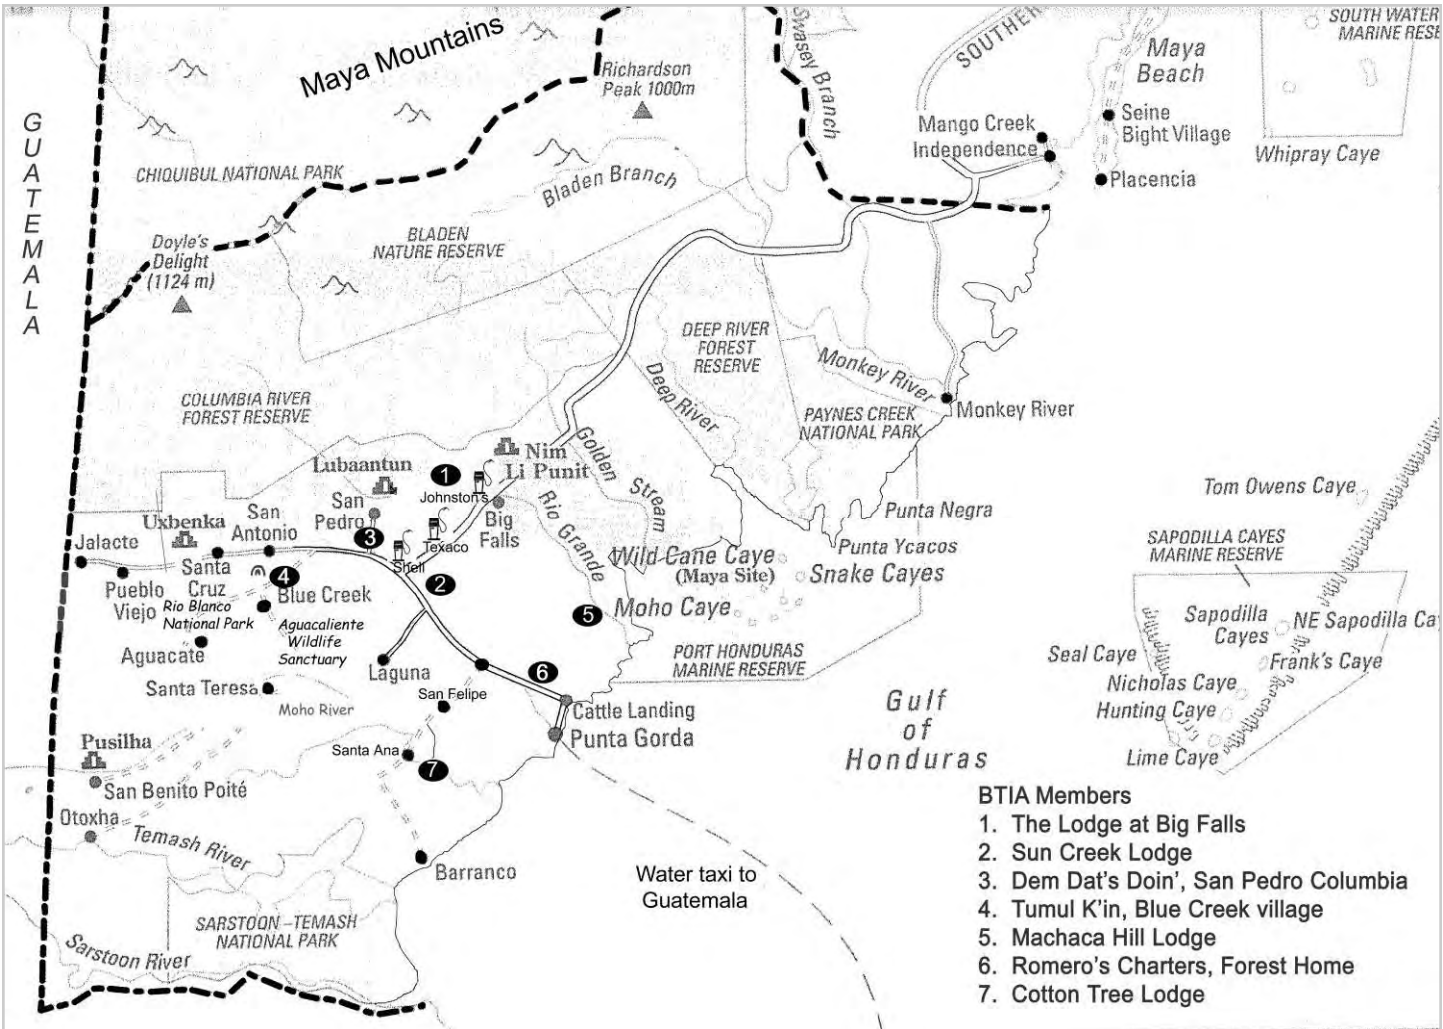 GUATEMALA
Maya Mountains
Richardson
Peak 1000m
Swasey Branch
SOUTHER
Maya
Beach
SOUTH WATER
MARINE RESE
Seine
Bight Village
Mango Creek
Independence
Placencia
Whipray Caye
CHIQUIBUL NATIONAL PARK
Bladen Branch
BLADEN
NATURE RESERVE
Doyle's
Delight
(1124 m)
DEEP RIVER
FOREST
RESERVE
Monkey River
Deep River
Monkey River
COLUMBIA RIVER
FOREST RESERVE
PAYNES CREEK
NATIONAL PARK
Nim
Li Punit
Golden
Stream
Lubaantun
1
Johnston's
San
Pedro
3
Texaco
Shell
Big
Falls
Rio Grande
Punta Negra
Tom Owens Caye
Uxbenka
San
Antonio
Jalacte
Pueblo
Viejo
Santa
Cruz
4
Blue Creek
2
Wild Cane Caye
(Maya Site)
Punta Ycacos
Snake Cayes
SAPODILLA CAYES
MARINE RESERVE
Rio Blanco
National Park
Aguacaliente
Wildlife
Sanctuary
5
Moho Caye
Sapodilla
Cayes
NE Sapodilla Ca
Aguacate
Laguna
6
PORT HONDURAS
MARINE RESERVE
Seal Caye
Frank's Caye
Santa Teresa
Moho River
San Felipe
Nicholas Caye
Hunting Caye
Cattle Landing
Punta Gorda
Gulf
of
Honduras
Lime Caye
Pusilha
Santa Ana
7
San Benito Poité
Otoxha
Temash River
Barranco
Water taxi to
Guatemala
SARSTOON-TEMASH
NATIONAL PARK
Sarstoon River
BTIA Members
1. The Lodge at Big Falls
2. Sun Creek Lodge
3. Dem Dat's Doin', San Pedro Columbia
4. Tumul K'in, Blue Creek village
5. Machaca Hill Lodge
6. Romero's Charters, Forest Home
7. Cotton Tree Lodge